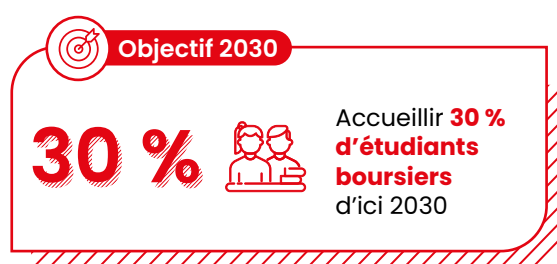 Objectif 2030
30 %
Accueillir 30 %
d’étudiants
boursiers
d’ici 2030